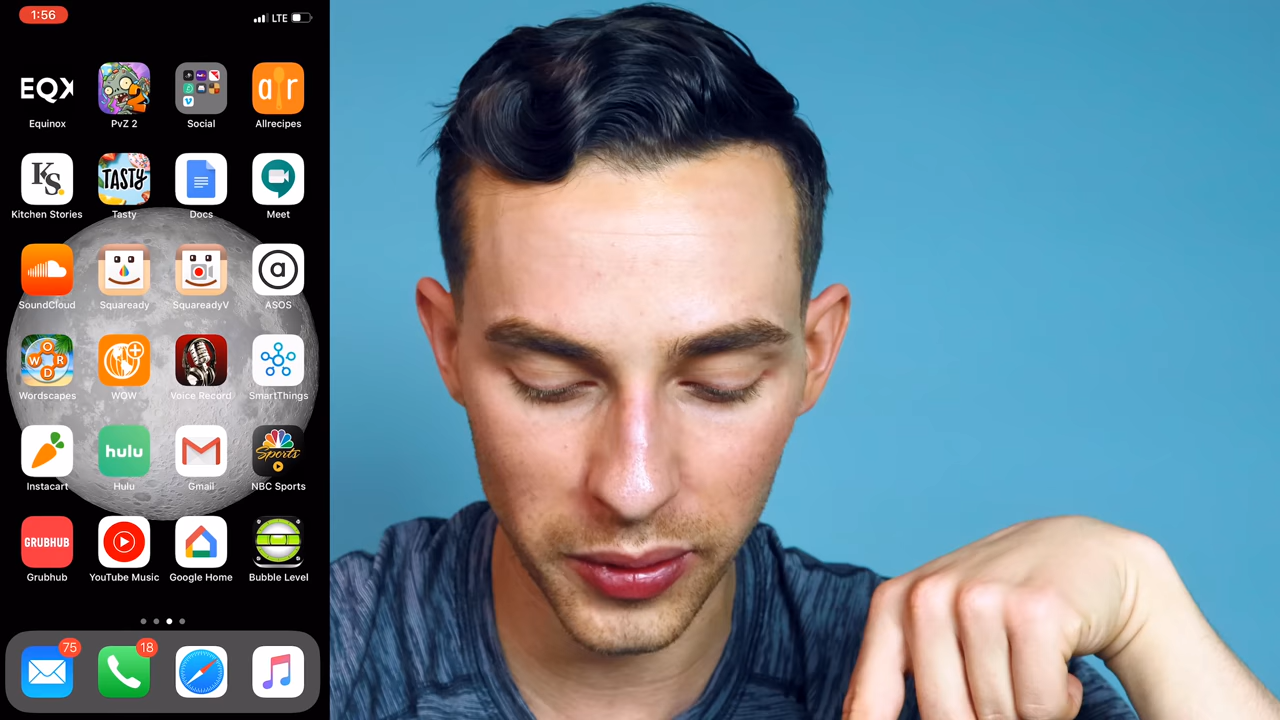 1:56 LTE
EQX
ar
Equinox PvZ 2 Social Allrecipes
KS TASTY
Kitchen Stories Tasty Docs Meet
a
SoundCloud Squaready SquareadyV ASOS
W O R D
Wordscapes WOW Voice Record SmartThings
hulu Sports
Instacart Hulu Gmail NBC Sports
GRUBHUB
Grubhub YouTube Music Google Home Bubble Level
75 18